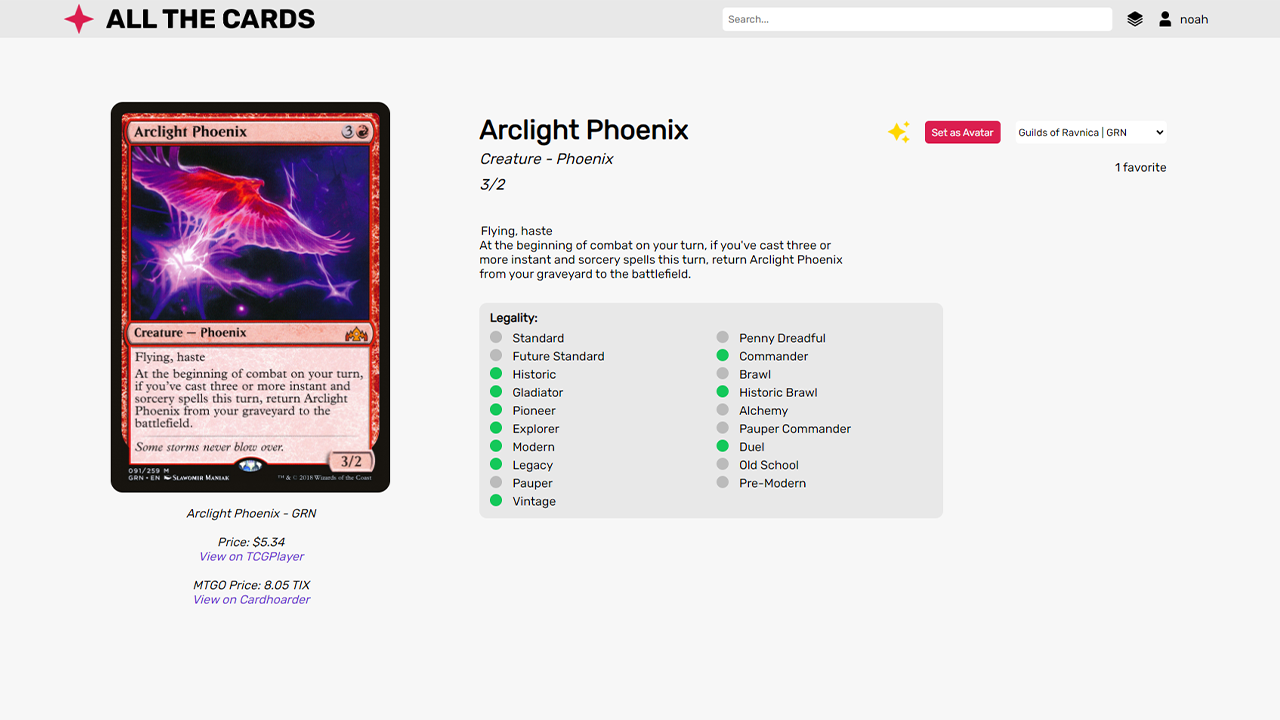 ALL THE CARDS
Search...
noah
Arclight Phoenix 3
Creature — Phoenix
Flying, haste
At the beginning of combat on your turn,
if you've cast three or more instant and
sorcery spells this turn, return Arclight
Phoenix from your graveyard to the
battlefield.
Some storms never blow over.
3/2
091/259 M
GRN • EN SLAWOMIR MANIAK
™ & © 2018 Wizards of the Coast
Arclight Phoenix - GRN
Price: $5.34
View on TCGPlayer
MTGO Price: 8.05 TIX
View on Cardhoarder
Arclight Phoenix
Set as Avatar
Guilds of Ravnica | GRN
Creature - Phoenix
1 favorite
3/2
Flying, haste
At the beginning of combat on your turn, if you've cast three or
more instant and sorcery spells this turn, return Arclight Phoenix
from your graveyard to the battlefield.
Legality:
Standard
Future Standard
Historic
Gladiator
Pioneer
Explorer
Modern
Legacy
Pauper
Vintage
Penny Dreadful
Commander
Brawl
Historic Brawl
Alchemy
Pauper Commander
Duel
Old School
Pre-Modern